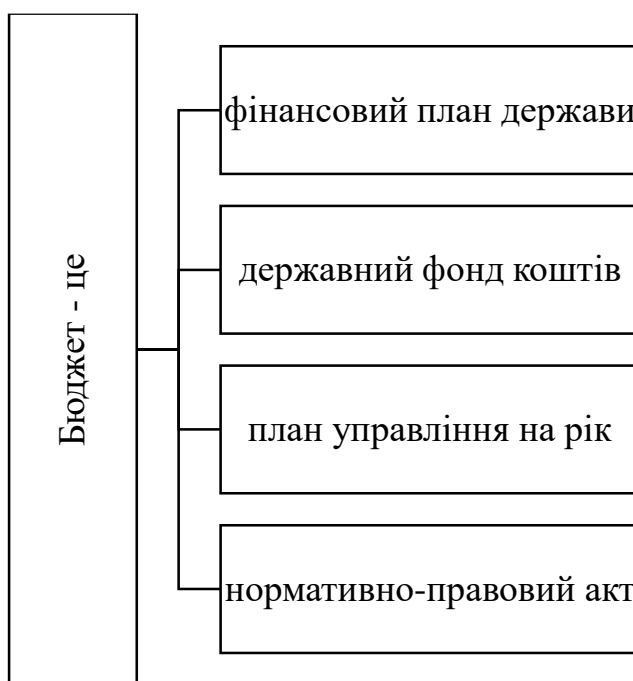 Бюджет - це
фінансовий план держави
державний фонд коштів
план управління на рік
нормативно-правовий акт